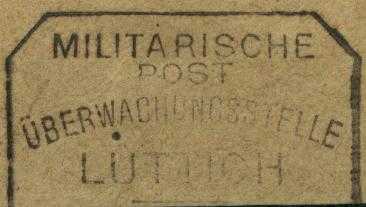 MILITÄRISCHE
POST
ÜBERWACHUNGSSTELLE
LÜTTICH